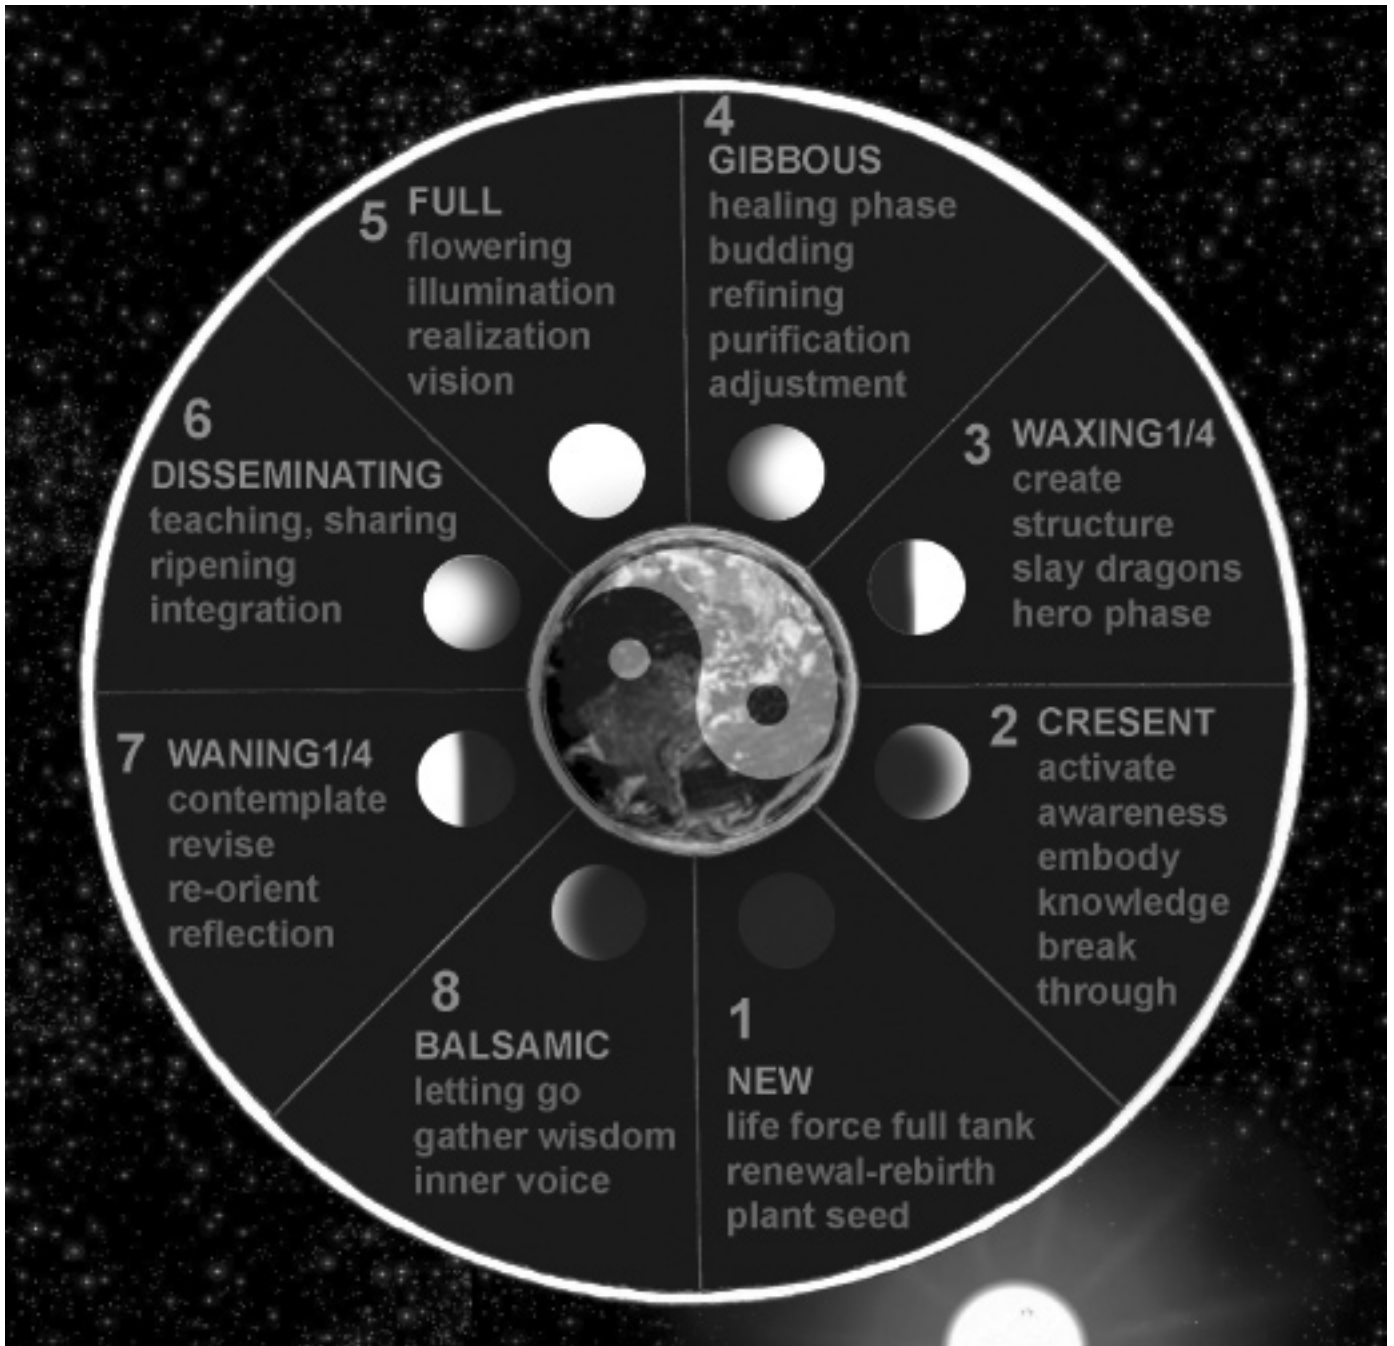 4
GIBBOUS
healing phase
budding
refining
purification
adjustment
5
FULL
flowering
illumination
realization
vision
3
WAXING1/4
create
structure
slay dragons
hero phase
6
DISSEMINATING
teaching, sharing
ripening
integration
2
CRESENT
activate
awareness
embody
knowledge
break
through
7
WANING1/4
contemplate
revise
re-orient
reflection
8
BALSAMIC
letting go
gather wisdom
inner voice
1
NEW
life force full tank
renewal-rebirth
plant seed